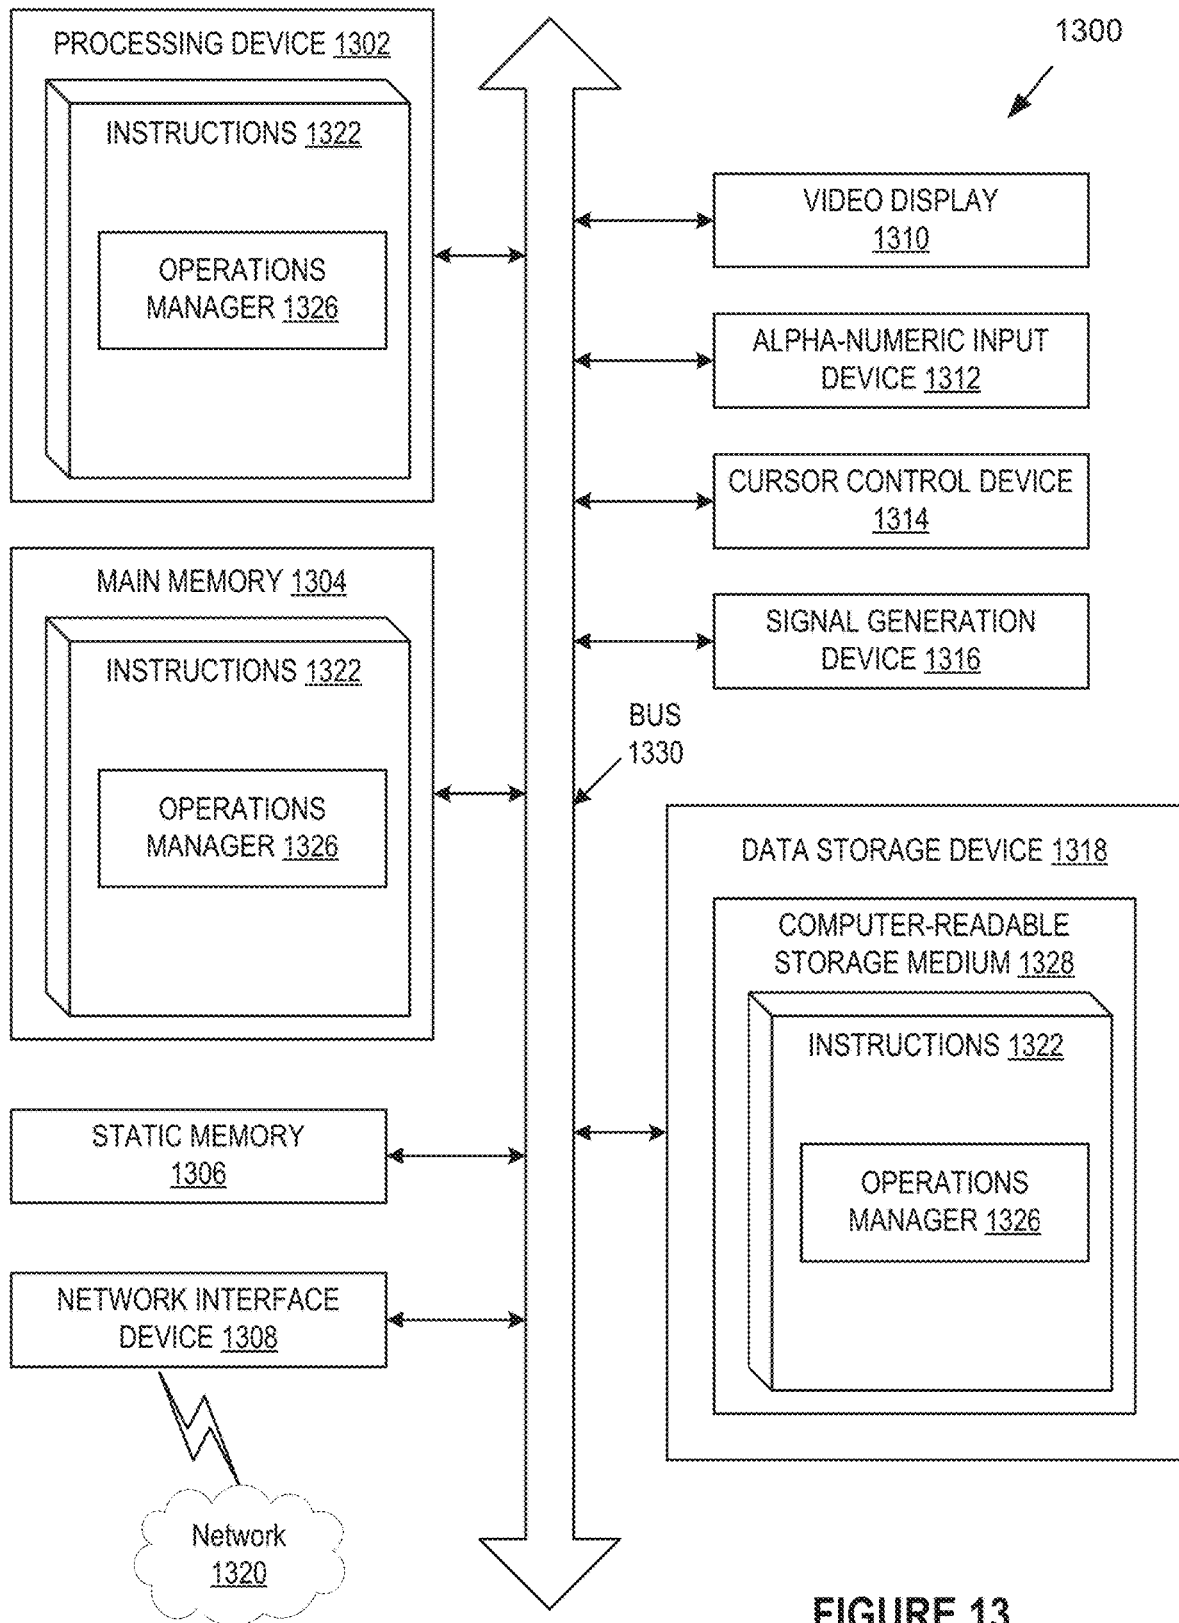 PROCESSING DEVICE 1302
INSTRUCTIONS 1322
OPERATIONS
MANAGER 1326
MAIN MEMORY 1304
INSTRUCTIONS 1322
OPERATIONS
MANAGER 1326
STATIC MEMORY
1306
NETWORK INTERFACE
DEVICE 1308
Network
1320
1300
VIDEO DISPLAY
1310
ALPHA-NUMERIC INPUT
DEVICE 1312
CURSOR CONTROL DEVICE
1314
SIGNAL GENERATION
DEVICE 1316
BUS
1330
DATA STORAGE DEVICE 1318
COMPUTER-READABLE
STORAGE MEDIUM 1328
INSTRUCTIONS 1322
OPERATIONS
MANAGER 1326
FIGURE 13